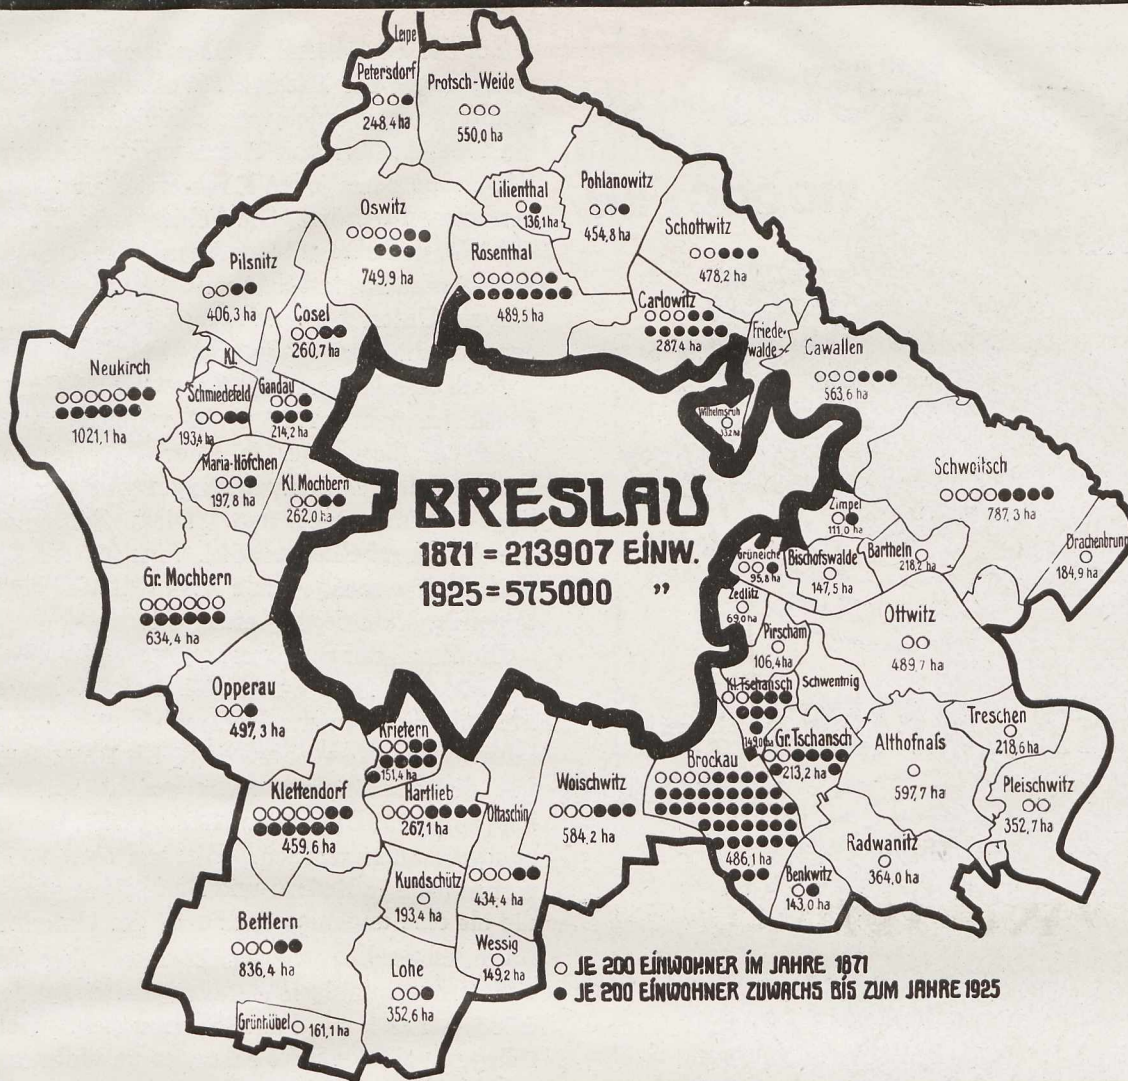 Leipe
Petersdorf
248,4 ha
Protsch-Weide
550,0 ha
Lilienthal
136,1 ha
Pohlanowitz
454,8 ha
Oswitz
749,9 ha
Rosenthal
489,5 ha
Schottwitz
478,2 ha
Pilsnitz
406,3 ha
Cosel
260,7 ha
Carlowitz
287,4 ha
Friede-
walde
Cawallen
563,6 ha
Neukirch
1021,1 ha
Kl.
Schmiedefeld
193,4 ha
Gandau
214,2 ha
Wilhelmsruh
33,2 ha
Maria-Höfchen
197,8 ha
Kl. Mochbern
262,0 ha
Schwoitsch
787,3 ha
BRESLAU
1871 = 213907 EINW.
1925 = 575000 "
Zimpel
111,0 ha
Drachenbrunn
184,9 ha
Grüneiche
95,8 ha
Bischofswalde
147,5 ha
Bartheln
218,2 ha
Gr. Mochbern
634,4 ha
Zedlitz
69,0 ha
Ottwitz
489,7 ha
Pirscham
106,4 ha
Opperau
497,3 ha
Kl. Tschansch
149,0 ha
Schwentnig
Treschen
218,6 ha
Krietern
151,4 ha
Gr. Tschansch
213,2 ha
Althofnaß
597,7 ha
Brockau
486,1 ha
Woischwitz
584,2 ha
Pleischwitz
352,7 ha
Klettendorf
459,6 ha
Hartlieb
267,1 ha
Ottaschin
434,4 ha
Radwanitz
364,0 ha
Kundschütz
193,4 ha
Benkwitz
143,0 ha
Bettlern
836,4 ha
Wessig
149,2 ha
Lohe
352,6 ha
Grünhübel 161,1 ha
○ JE 200 EINWOHNER IM JAHRE 1871
● JE 200 EINWOHNER ZUWACHS BIS ZUM JAHRE 1925